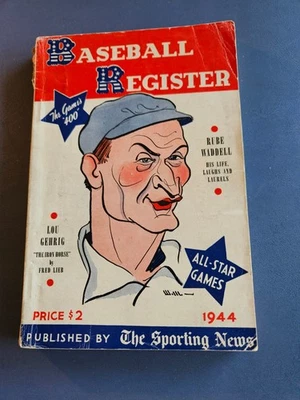 BASEBALL
REGISTER
The Game's
"400"
RUBE
WADDELL
HIS LIFE,
LAUGHS AND
LAURELS
LOU
GEHRIG
"THE IRON HORSE"
by
FRED LIEB
ALL-STAR
GAMES
PRICE $2
1944
PUBLISHED BY The Sporting News